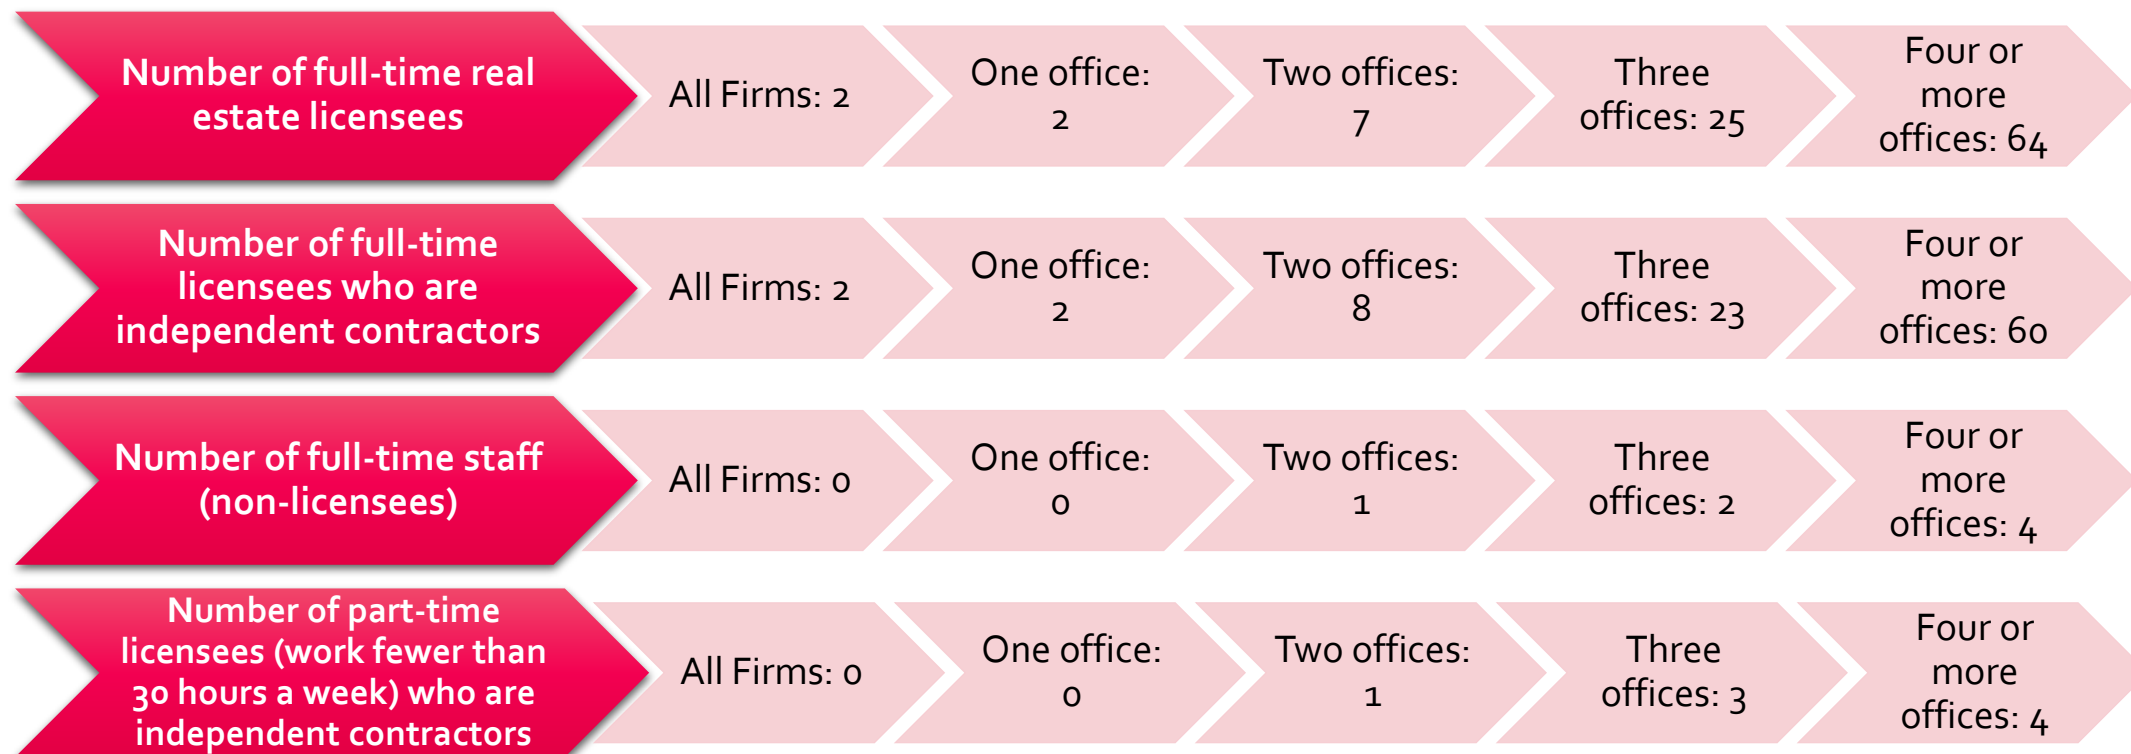 Number of full-time real
estate licensees
All Firms: 2
One office:
2
Two offices:
7
Three
offices: 25
Four or
more
offices: 64
Number of full-time
licensees who are
independent contractors
All Firms: 2
One office:
2
Two offices:
8
Three
offices: 23
Four or
more
offices: 60
Number of full-time staff
(non-licensees)
All Firms: 0
One office:
0
Two offices:
1
Three
offices: 2
Four or
more
offices: 4
Number of part-time
licensees (work fewer than
30 hours a week) who are
independent contractors
All Firms: 0
One office:
0
Two offices:
1
Three
offices: 3
Four or
more
offices: 4